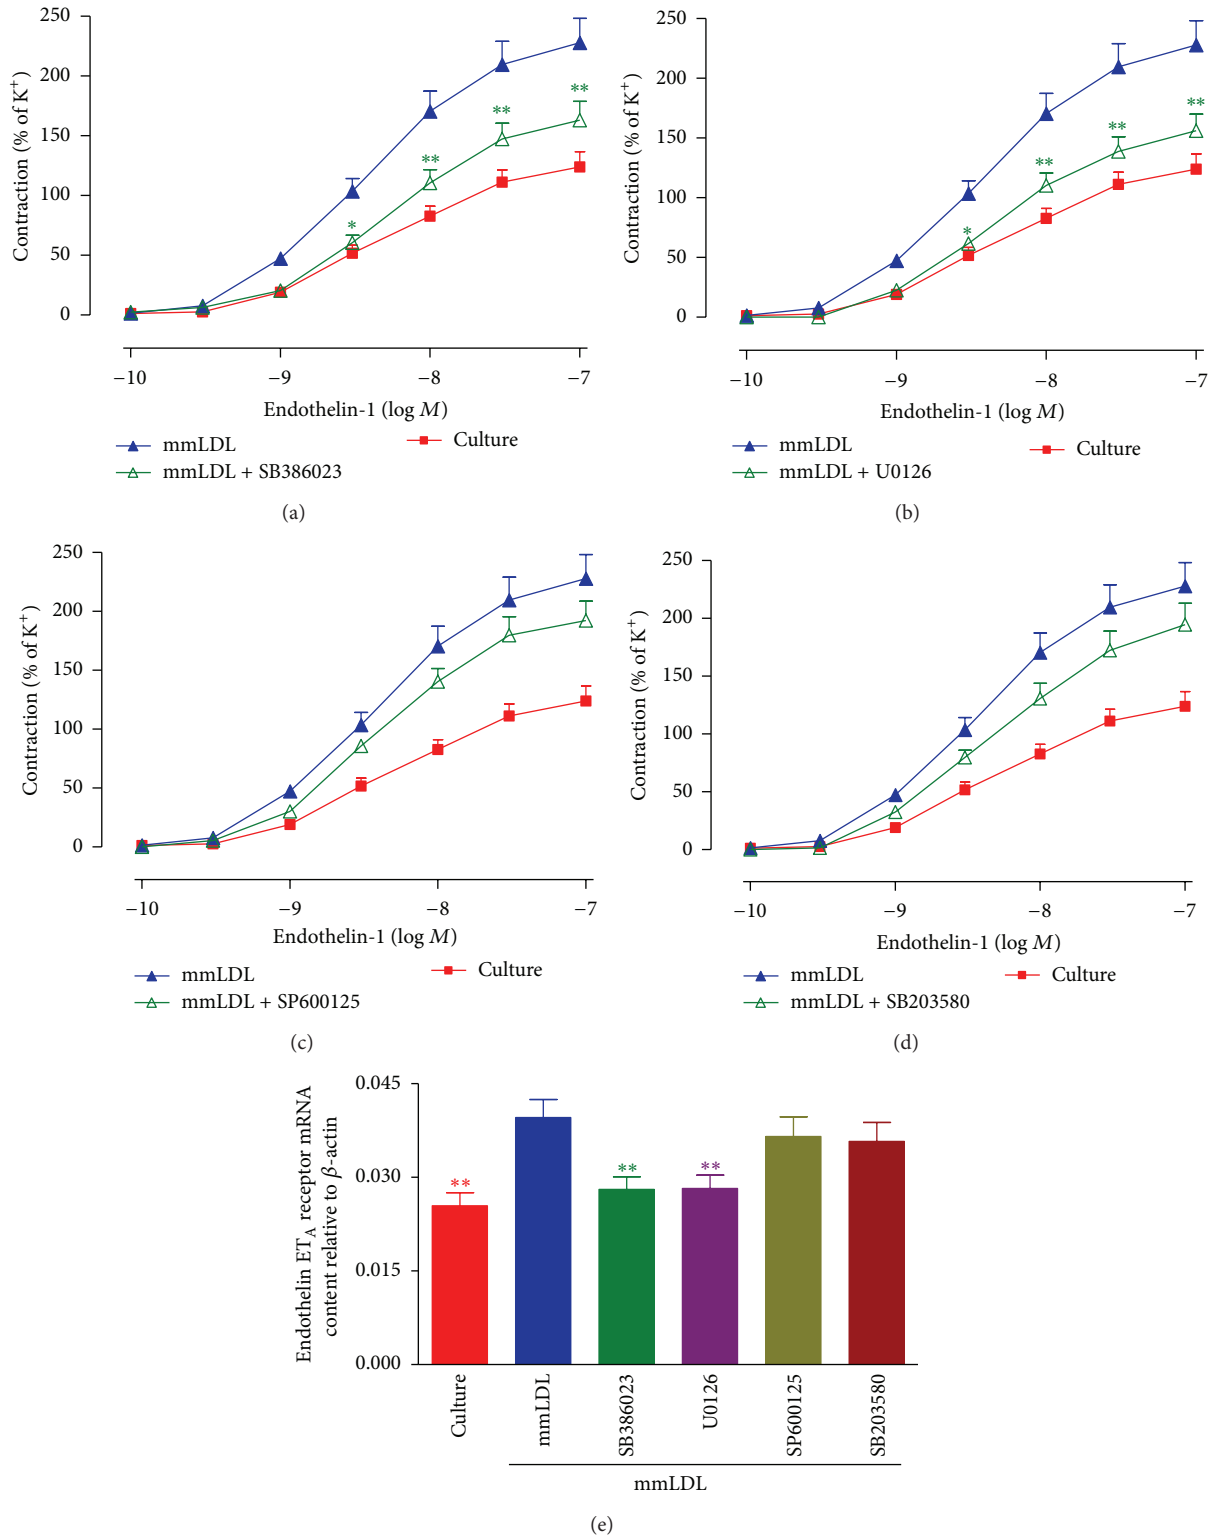 250
200
150
100
50
0
Contraction (% of K⁺)
**
**
**
*
−10
−9
−8
−7
Endothelin-1 (log M)
mmLDL
Culture
mmLDL + SB386023
(a)
250
200
150
100
50
0
Contraction (% of K⁺)
**
**
**
*
−10
−9
−8
−7
Endothelin-1 (log M)
mmLDL
Culture
mmLDL + U0126
(b)
250
200
150
100
50
0
Contraction (% of K⁺)
−10
−9
−8
−7
Endothelin-1 (log M)
mmLDL
Culture
mmLDL + SP600125
(c)
250
200
150
100
50
0
Contraction (% of K⁺)
−10
−9
−8
−7
Endothelin-1 (log M)
mmLDL
Culture
mmLDL + SB203580
(d)
0.045
0.030
0.015
0.000
Endothelin ET_A receptor mRNA
content relative to β-actin
**
**
**
Culture
mmLDL
SB386023
U0126
SP600125
SB203580
mmLDL
(e)